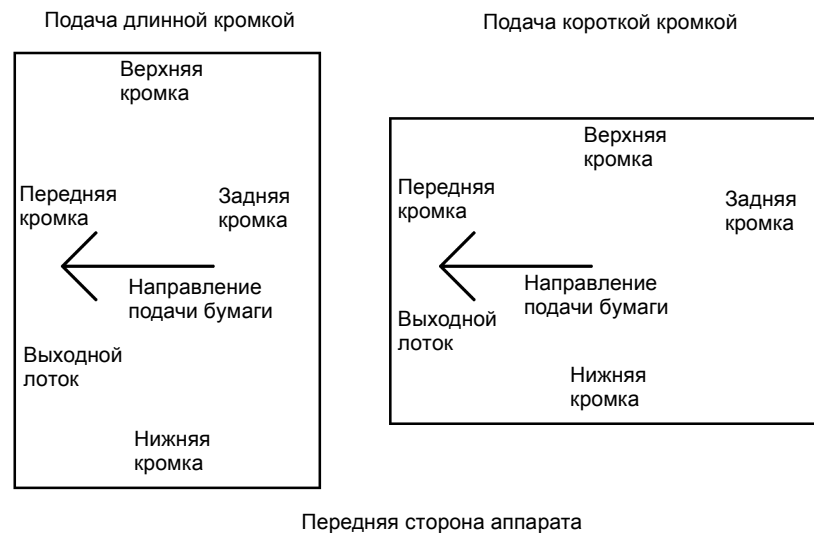 Подача длинной кромкой
Верхняя
кромка
Передняя
кромка
Задняя
кромка
Направление
подачи бумаги
Выходной
лоток
Нижняя
кромка
Подача короткой кромкой
Верхняя
кромка
Передняя
кромка
Задняя
кромка
Направление
подачи бумаги
Выходной
лоток
Нижняя
кромка
Передняя сторона аппарата